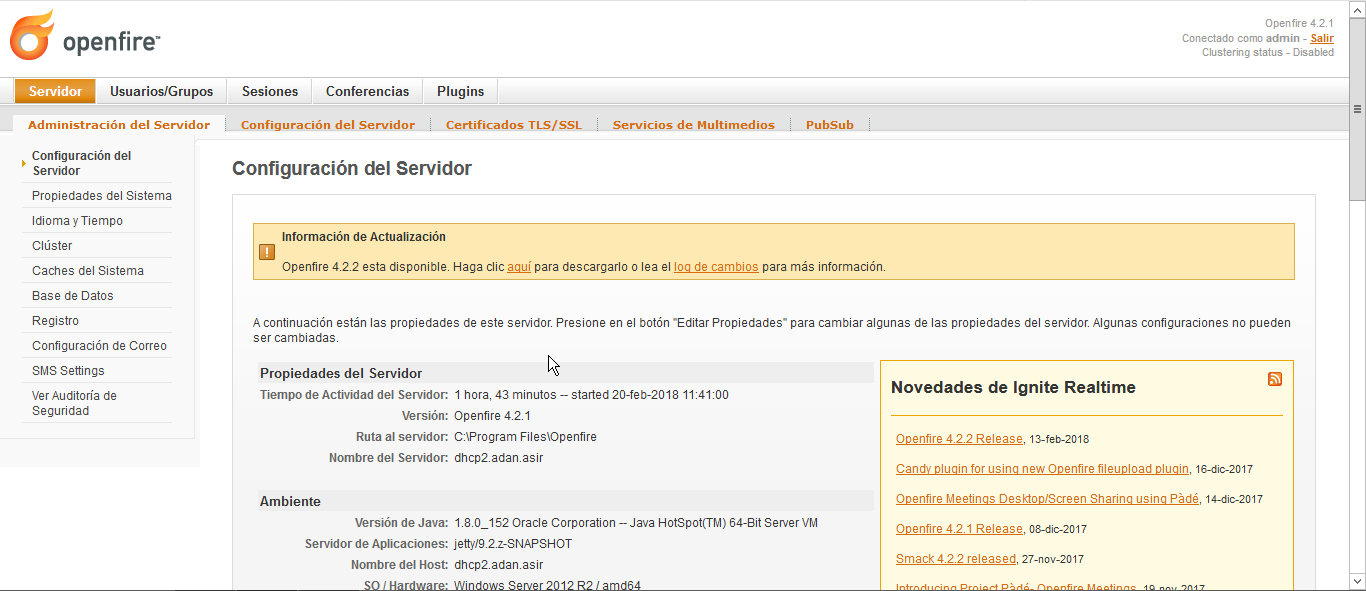 openfire™
Openfire 4.2.1
Conectado como admin - Salir
Clustering status - Disabled
Servidor
Usuarios/Grupos
Sesiones
Conferencias
Plugins
Administración del Servidor
Configuración del Servidor
Certificados TLS/SSL
Servicios de Multimedios
PubSub
Configuración del
Servidor
Propiedades del Sistema
Idioma y Tiempo
Clúster
Caches del Sistema
Base de Datos
Registro
Configuración de Correo
SMS Settings
Ver Auditoría de
Seguridad
Configuración del Servidor
Información de Actualización
Openfire 4.2.2 esta disponible. Haga clic aquí para descargarlo o lea el log de cambios para más información.
A continuación están las propiedades de este servidor. Presione en el botón "Editar Propiedades" para cambiar algunas de las propiedades del servidor. Algunas configuraciones no pueden
ser cambiadas.
Propiedades del Servidor
Tiempo de Actividad del Servidor: 1 hora, 43 minutos -- started 20-feb-2018 11:41:00
Versión: Openfire 4.2.1
Ruta al servidor: C:\Program Files\Openfire
Nombre del Servidor: dhcp2.adan.asir
Ambiente
Versión de Java: 1.8.0_152 Oracle Corporation -- Java HotSpot(TM) 64-Bit Server VM
Servidor de Aplicaciones: jetty/9.2.z-SNAPSHOT
Nombre del Host: dhcp2.adan.asir
SO / Hardware: Windows Server 2012 R2 / amd64
Novedades de Ignite Realtime
Openfire 4.2.2 Release, 13-feb-2018
Candy plugin for using new Openfire fileupload plugin, 16-dic-2017
Openfire Meetings Desktop/Screen Sharing using Pàdé, 14-dic-2017
Openfire 4.2.1 Release, 08-dic-2017
Smack 4.2.2 released, 27-nov-2017
Introducing Project Pàdé- Openfire Meetings, 19-nov-2017